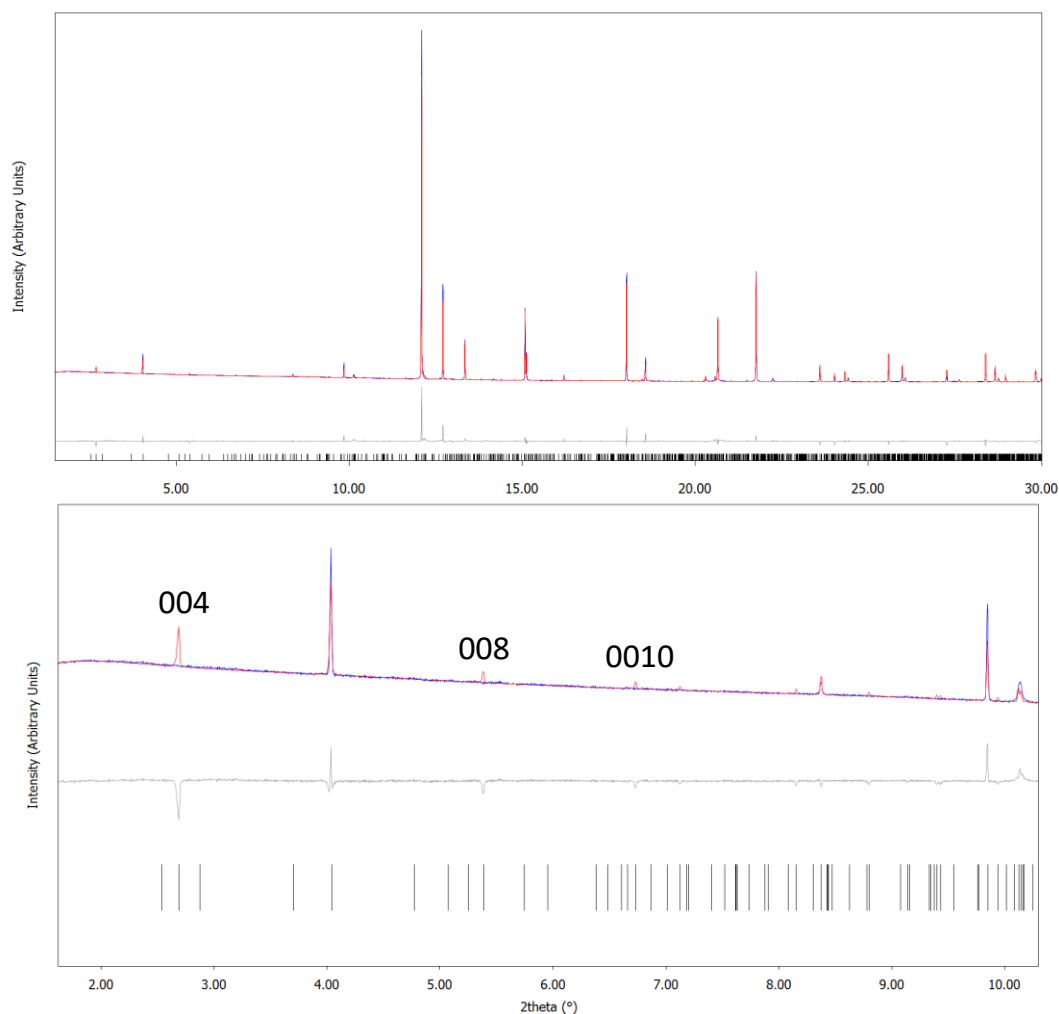 Intensity (Arbitrary Units)
5.00 10.00 15.00 20.00 25.00 30.00
004
008
0010
Intensity (Arbitrary Units)
2.00 3.00 4.00 5.00 6.00 7.00 8.00 9.00 10.00
2theta (°)